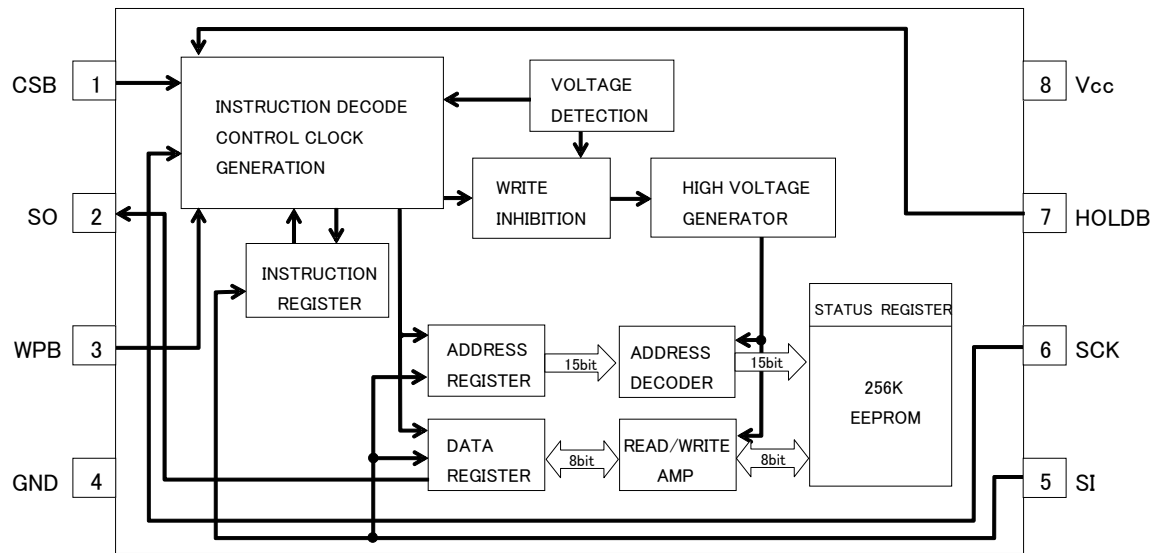 CSB
1
INSTRUCTION DECODE
CONTROL CLOCK
GENERATION
VOLTAGE
DETECTION
8
Vcc
SO
2
WRITE
INHIBITION
HIGH VOLTAGE
GENERATOR
7
HOLDB
INSTRUCTION
REGISTER
WPB
3
ADDRESS
REGISTER
15bit
ADDRESS
DECODER
15bit
STATUS REGISTER
256K
EEPROM
6
SCK
GND
4
DATA
REGISTER
8bit
READ/WRITE
AMP
8bit
5
SI